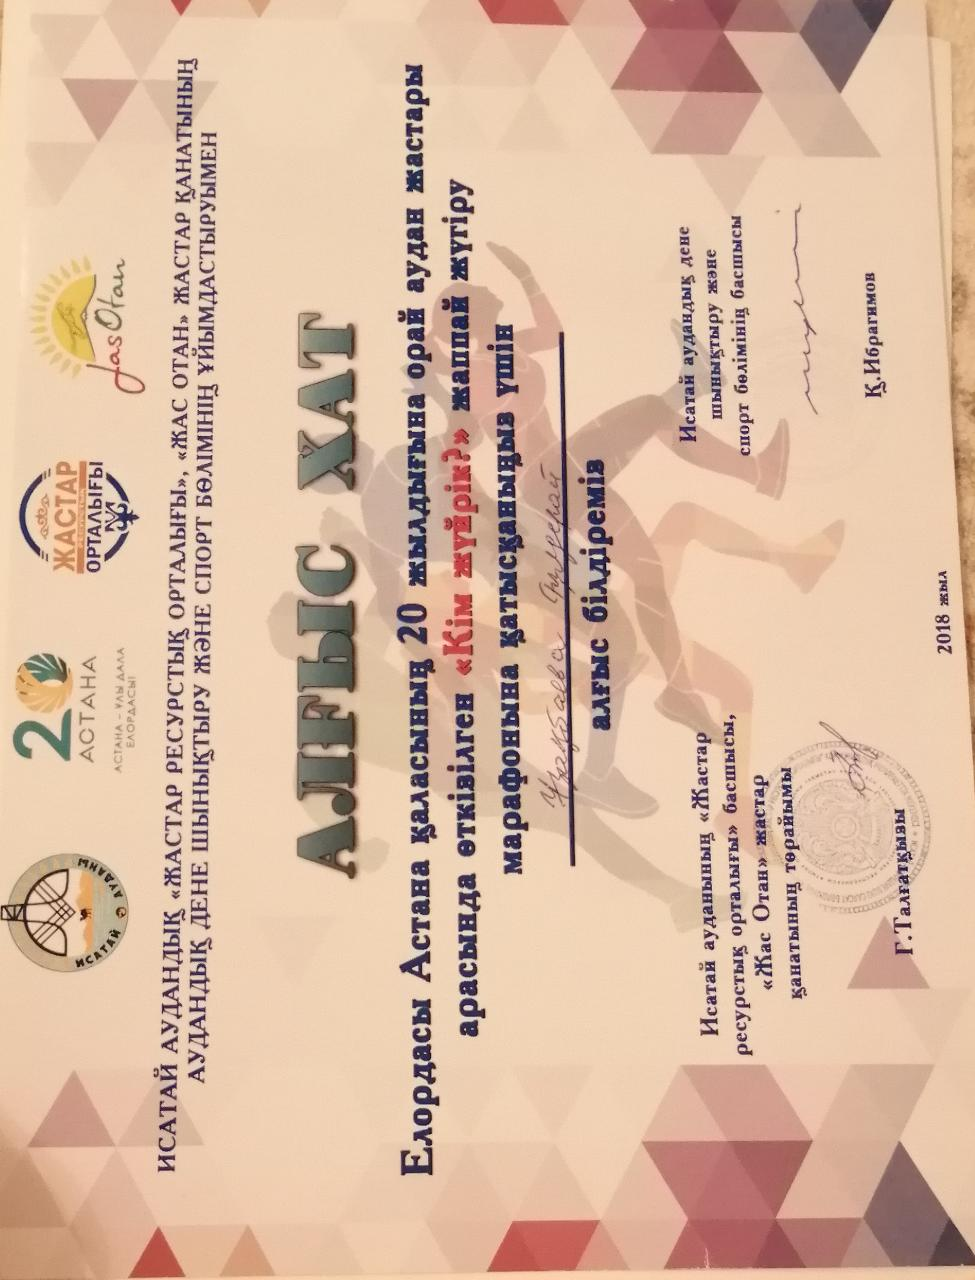 ИСАТАЙ АУДАНЫ
20
АСТАНА
АСТАНА – ҰЛЫ ДАЛА
ЕЛОРДАСЫ
ЖАСТАР
ОРТАЛЫҒЫ
Jas Otan
ИСАТАЙ АУДАНДЫҚ «ЖАСТАР РЕСУРСТЫҚ ОРТАЛЫҒЫ», «ЖАС ОТАН» ЖАСТАР ҚАНАТЫНЫҢ
АУДАНДЫҚ ДЕНЕ ШЫНЫҚТЫРУ ЖӘНЕ СПОРТ БӨЛІМІНІҢ ҰЙЫМДАСТЫРУЫМЕН
АЛҒЫС ХАТ
Елордасы Астана қаласының 20 жылдығына орай аудан жастары
арасында өткізілген «Кім жүйрік?» жаппай жүгіру
марафонына қатысқаныңыз үшін
алғыс білдіреміз
Исатай ауданының «Жастар
ресурстық орталығы» басшысы,
«Жас Отан» жастар
қанатының төрайымы
Г.Талғатқызы
Исатай аудандық дене
шынықтыру және
спорт бөлімінің басшысы
Қ.Ибрагимов
2018 жыл